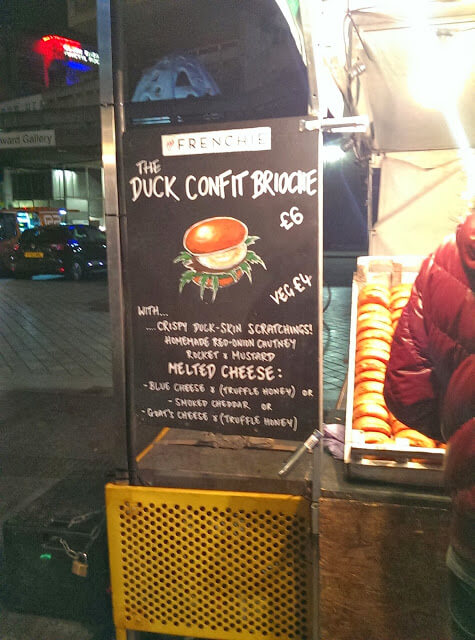 ward Gallery
FRENCHIE
THE
DUCK CONFIT BRIOCHE
£6
VEG £4
WITH...
...CRISPY DUCK-SKIN SCRATCHINGS!
HOMEMADE RED-ONION CHUTNEY
ROCKET & MUSTARD
MELTED CHEESE:
- BLUE CHEESE & (TRUFFLE HONEY) OR
- SMOKED CHEDDAR OR
- GOAT'S CHEESE & (TRUFFLE HONEY)